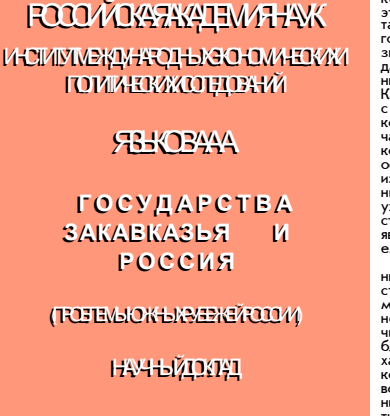 РОССИЙСКАЯ АКАДЕМИЯ НАУК
ИНСТИТУТ МЕЖДУНАРОДНЫХ ЭКОНОМИЧЕСКИХ И
ПОЛИТИЧЕСКИХ ИССЛЕДОВАНИЙ
ЯЗЬКОВА А.А.
ГОСУДАРСТВА
ЗАКАВКАЗЬЯ И
РОССИЯ
(ПРОБЛЕМЫ ЮЖНЫХ РУБЕЖЕЙ РОССИИ)
НАУЧНЫЙ ДОКЛАД